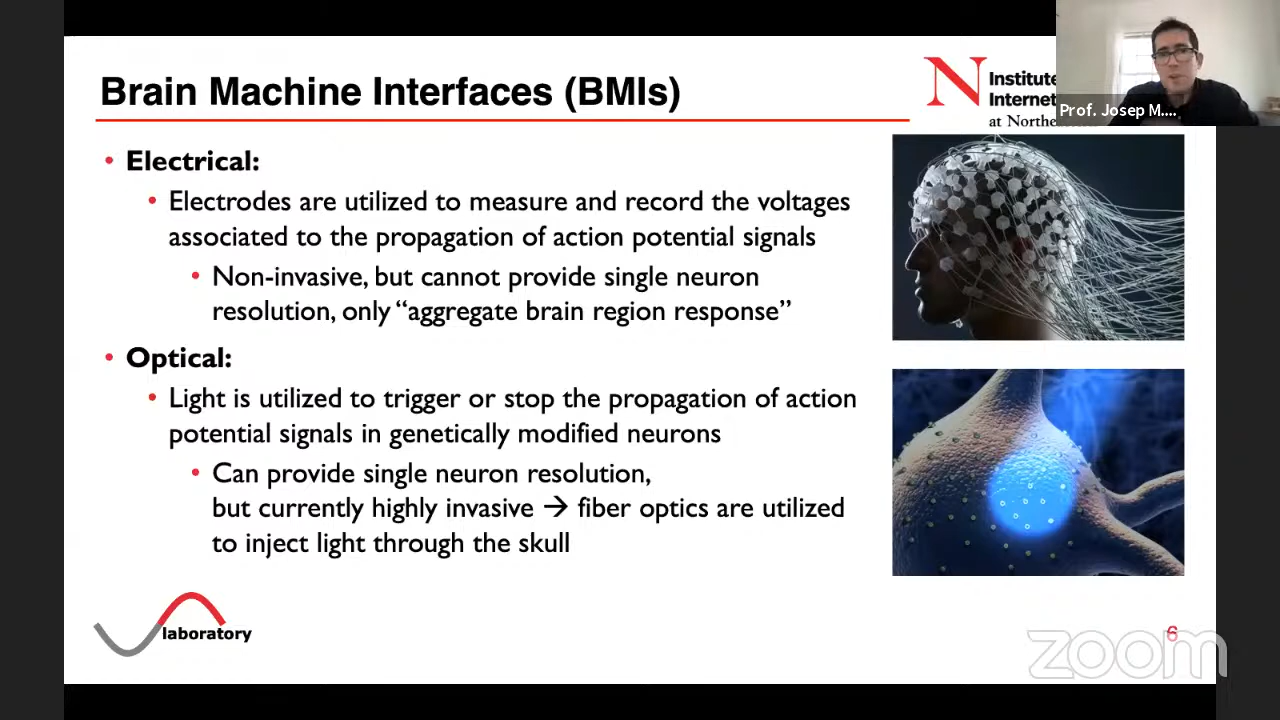 Brain Machine Interfaces (BMIs)
N Institute
Internet
at Northe
Prof. Josep M....
• Electrical:
• Electrodes are utilized to measure and record the voltages
associated to the propagation of action potential signals
• Non-invasive, but cannot provide single neuron
resolution, only “aggregate brain region response”
• Optical:
• Light is utilized to trigger or stop the propagation of action
potential signals in genetically modified neurons
• Can provide single neuron resolution,
but currently highly invasive → fiber optics are utilized
to inject light through the skull
laboratory
6
zoom